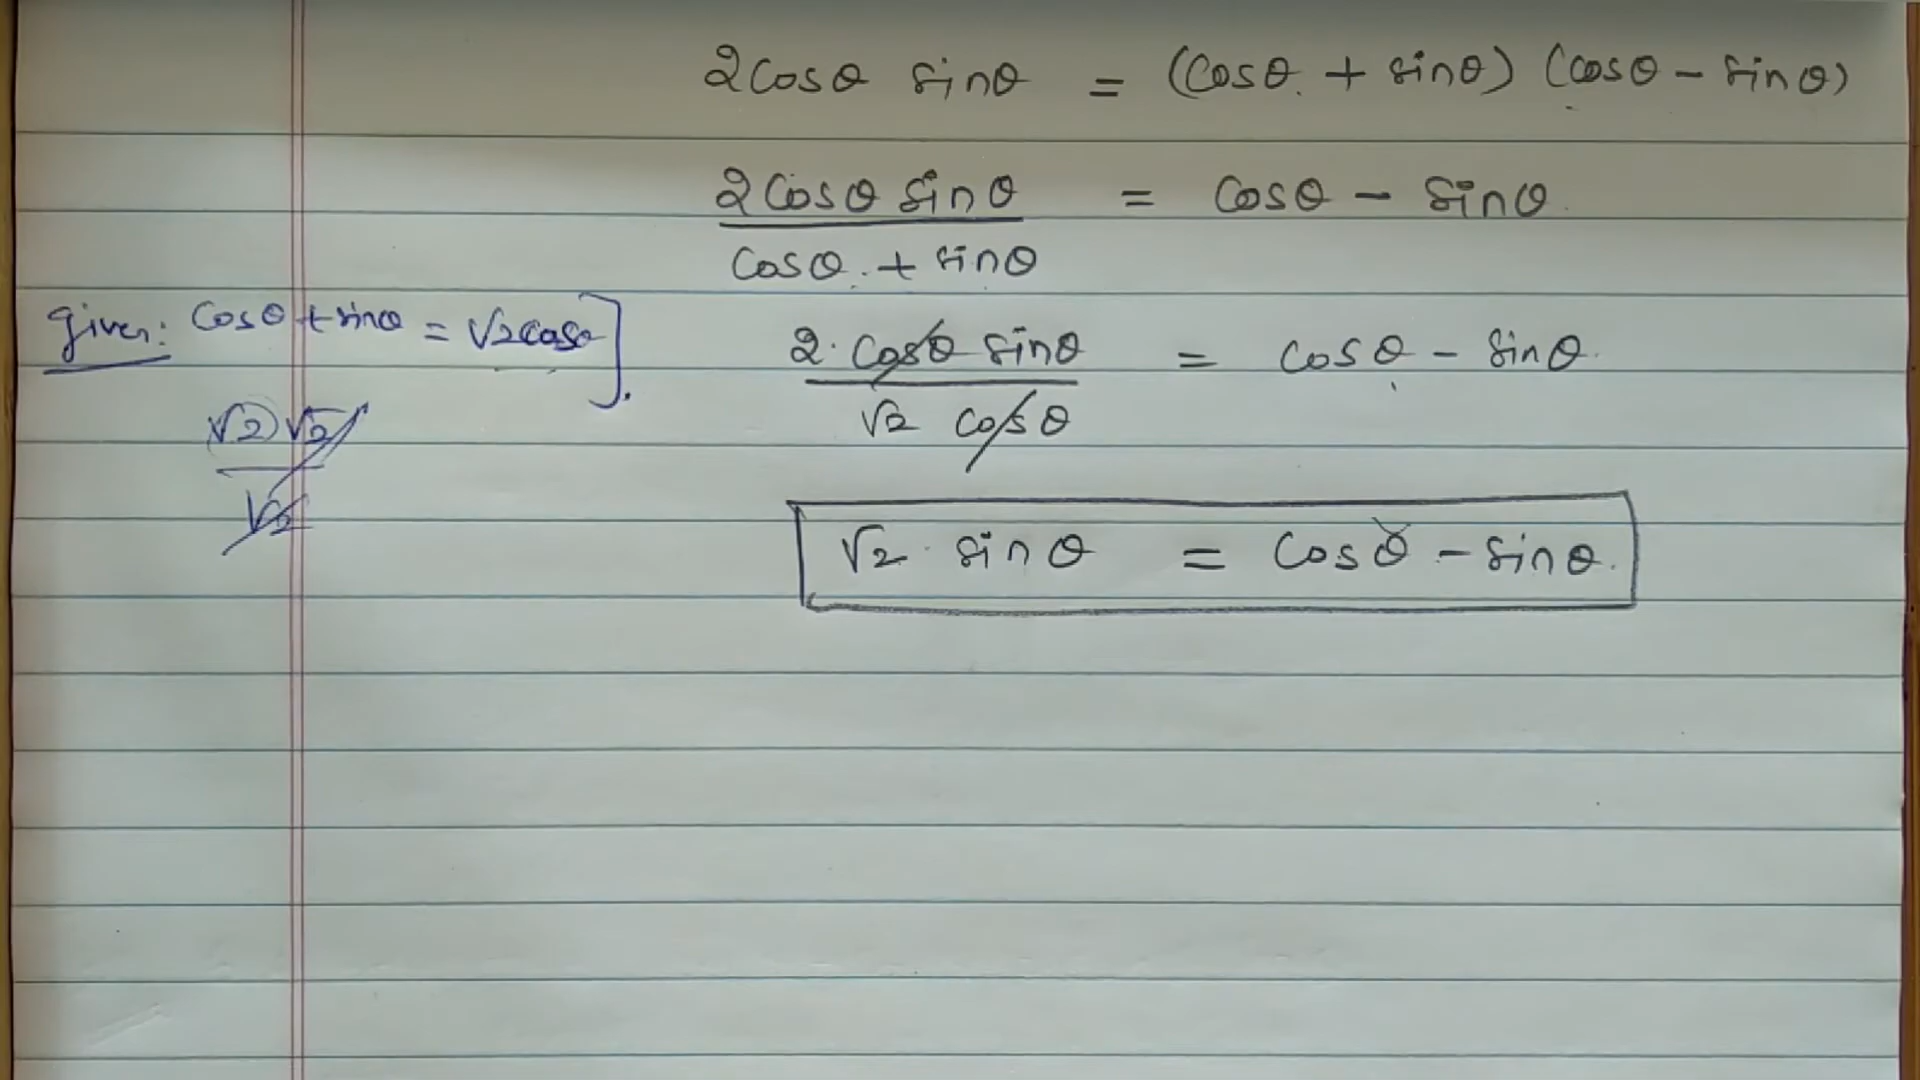 2cosθ sinθ = (cosθ + sinθ) (cosθ - sinθ)
2cosθ sinθ / cosθ + sinθ = cosθ - sinθ
given: cosθ + sinθ = √2 cosθ].
√2 √2 / √2
2. cosθ sinθ / √2 cosθ = cosθ - sinθ.
√2 . sinθ = cosθ - sinθ.